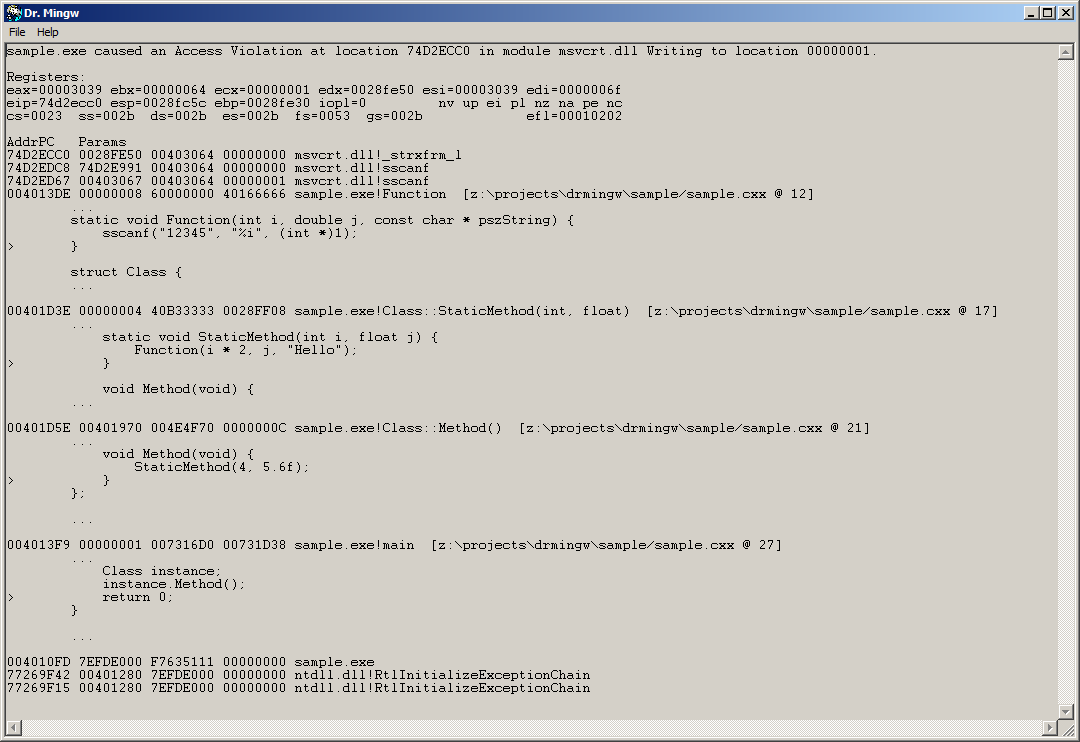 Dr. Mingw
File Help
sample.exe caused an Access Violation at location 74D2ECC0 in module msvcrt.dll Writing to location 00000001.
Registers:
eax=00003039 ebx=00000064 ecx=00000001 edx=0028fe50 esi=00003039 edi=0000006f
eip=74d2ecc0 esp=0028fc5c ebp=0028fe30 iopl=0         nv up ei pl nz na pe nc
cs=0023  ss=002b  ds=002b  es=002b  fs=0053  gs=002b             efl=00010202
AddrPC   Params
74D2ECC0 0028FE50 00403064 00000000 msvcrt.dll!_strxfrm_l
74D2EDC8 74D2E991 00403064 00000000 msvcrt.dll!sscanf
74D2ED67 00403067 00403064 00000001 msvcrt.dll!sscanf
004013DE 00000008 60000000 40166666 sample.exe!Function  [z:\projects\drmingw\sample/sample.cxx @ 12]
...
static void Function(int i, double j, const char * pszString) {
sscanf("12345", "%i", (int *)1);
>       }
struct Class {
...
00401D3E 00000004 40B33333 0028FF08 sample.exe!Class::StaticMethod(int, float)  [z:\projects\drmingw\sample/sample.cxx @ 17]
...
static void StaticMethod(int i, float j) {
Function(i * 2, j, "Hello");
>           }
void Method(void) {
...
00401D5E 00401970 004E4F70 0000000C sample.exe!Class::Method()  [z:\projects\drmingw\sample/sample.cxx @ 21]
...
void Method(void) {
StaticMethod(4, 5.6f);
>           }
};
...
004013F9 00000001 007316D0 00731D38 sample.exe!main  [z:\projects\drmingw\sample/sample.cxx @ 27]
...
Class instance;
instance.Method();
>           return 0;
}
...
004010FD 7EFDE000 F7635111 00000000 sample.exe
77269F42 00401280 7EFDE000 00000000 ntdll.dll!RtlInitializeExceptionChain
77269F15 00401280 7EFDE000 00000000 ntdll.dll!RtlInitializeExceptionChain